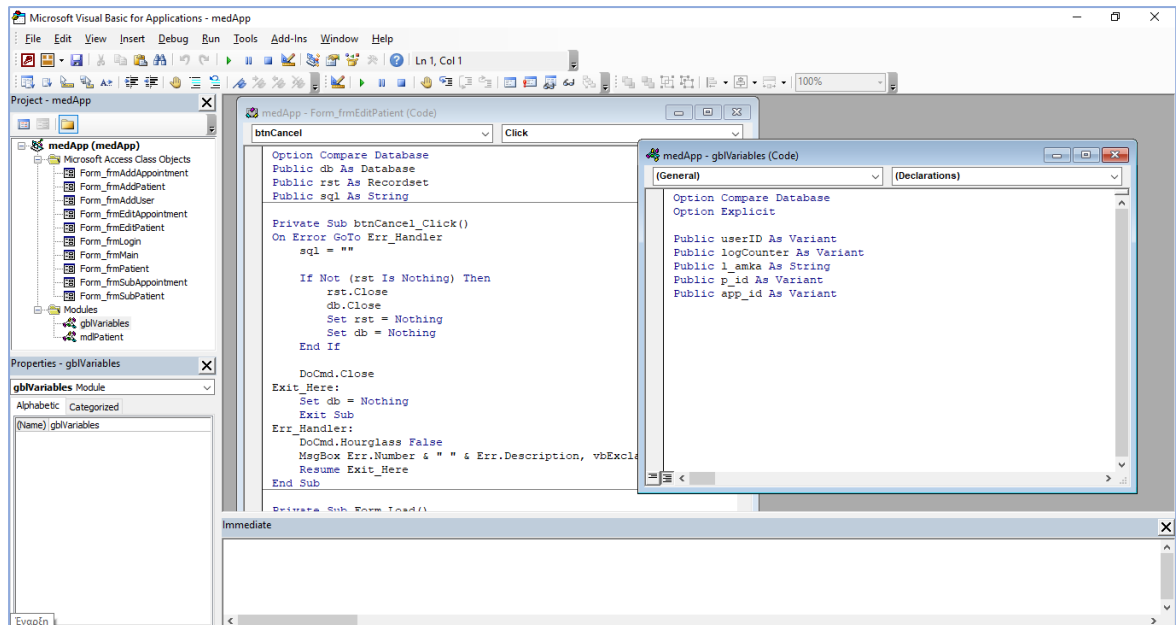 Microsoft Visual Basic for Applications - medApp
File Edit View Insert Debug Run Tools Add-Ins Window Help
Ln 1, Col 1
100%
Project - medApp
medApp (medApp)
Microsoft Access Class Objects
Form_frmAddAppointment
Form_frmAddPatient
Form_frmAddUser
Form_frmEditAppointment
Form_frmEditPatient
Form_frmLogin
Form_frmMain
Form_frmPatient
Form_frmSubAppointment
Form_frmSubPatient
Modules
gblVariables
mdlPatient
Properties - gblVariables
gblVariables Module
Alphabetic Categorized
(Name) gblVariables
Έναρξη
medApp - Form_frmEditPatient (Code)
btnCancel Click
Option Compare Database
Public db As Database
Public rst As Recordset
Public sql As String
Private Sub btnCancel_Click()
On Error GoTo Err_Handler
sql = ""
If Not (rst Is Nothing) Then
rst.Close
db.Close
Set rst = Nothing
Set db = Nothing
End If
DoCmd.Close
Exit_Here:
Set db = Nothing
Exit Sub
Err_Handler:
DoCmd.Hourglass False
MsgBox Err.Number & " " & Err.Description, vbExcla
Resume Exit_Here
End Sub
Private Sub Form_Load()
medApp - gblVariables (Code)
(General) (Declarations)
Option Compare Database
Option Explicit
Public userID As Variant
Public logCounter As Variant
Public l_amka As String
Public p_id As Variant
Public app_id As Variant
Immediate